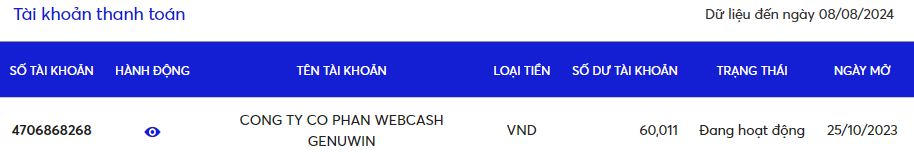 Tài khoản thanh toán
Dữ liệu đến ngày 08/08/2024
SỐ TÀI KHOẢN HÀNH ĐỘNG TÊN TÀI KHOẢN LOẠI TIỀN SỐ DƯ TÀI KHOẢN TRẠNG THÁI NGÀY MỞ
4706868268 CONG TY CO PHAN WEBCASH GENUWIN VND 60,011 Đang hoạt động 25/10/2023